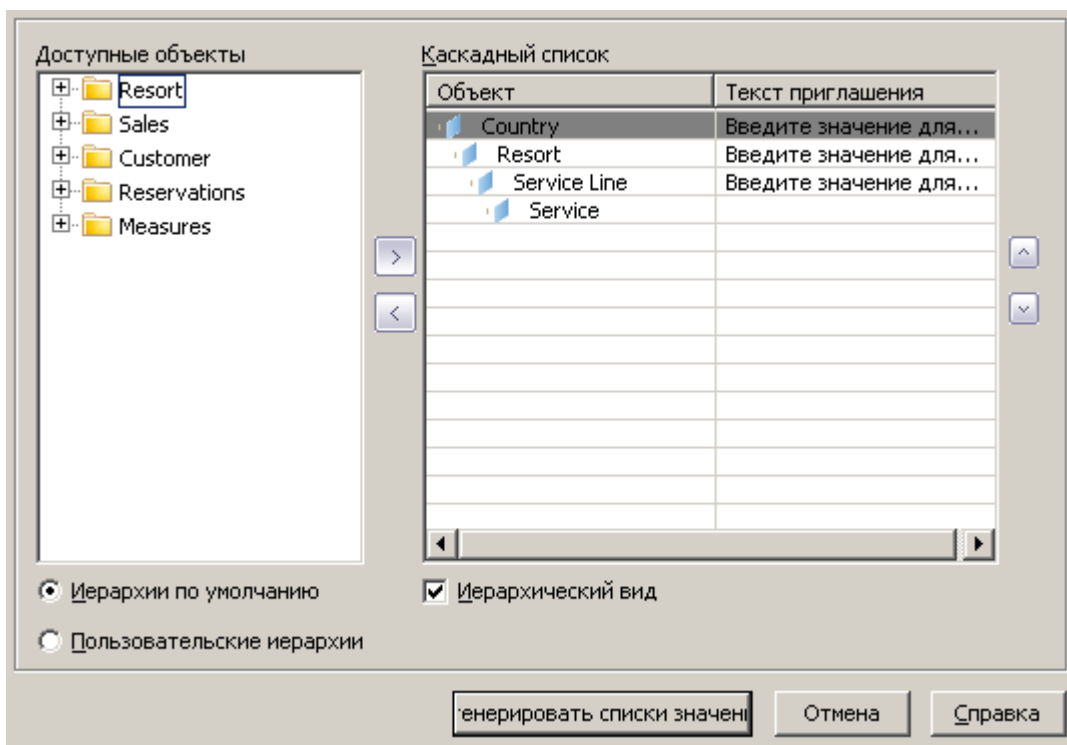 Доступные объекты
Resort
Sales
Customer
Reservations
Measures
Иерархии по умолчанию
Пользовательские иерархии
Каскадный список
Объект Текст приглашения
Country Введите значение для...
Resort Введите значение для...
Service Line Введите значение для...
Service
Иерархический вид
енерировать списки значен
Отмена
Справка